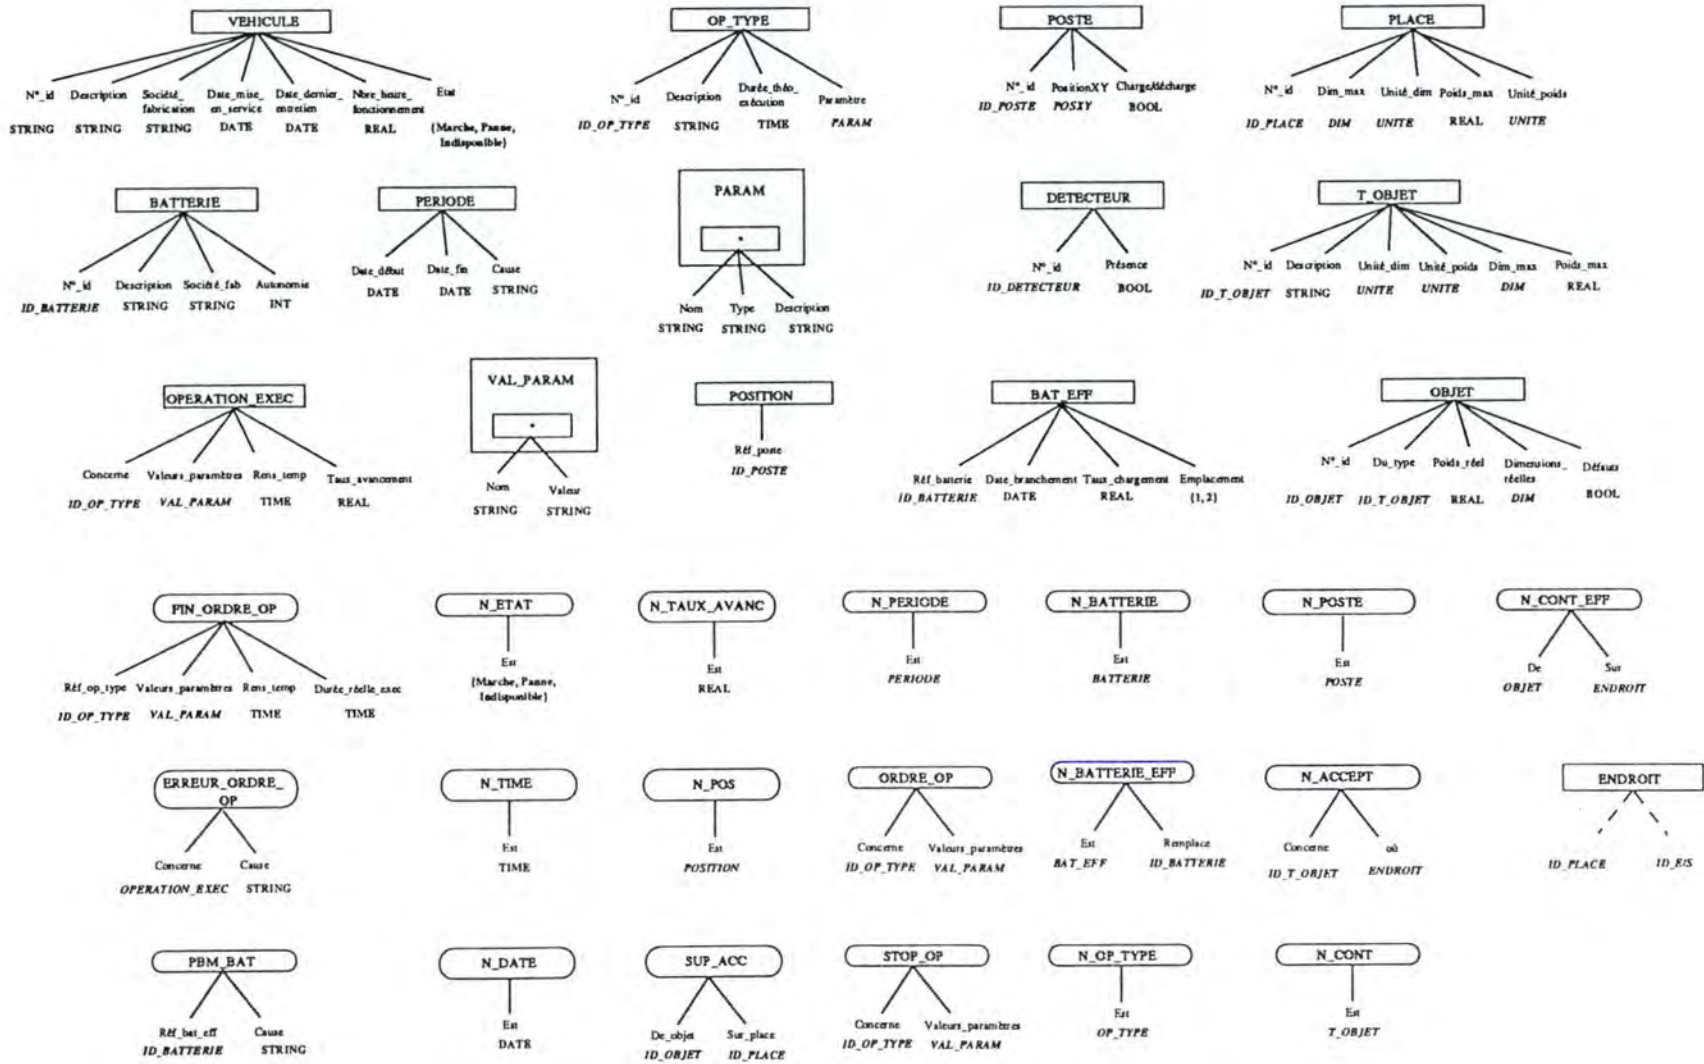 VEHICULE
N°_id Description Société_ Date_mise_ Date_dernier_ Nbre_heure_ Etat
fabrication en_service entretien fonctionnement
STRING STRING STRING DATE DATE REAL {Marche, Panne,
Indisponible}
OP_TYPE
N°_id Description Durée_théo_ Paramètre
exécution
ID_OP_TYPE STRING TIME PARAM
POSTE
N°_id PositionXY Charge/décharge
ID_POSTE POSXY BOOL
PLACE
N°_id Dim_max Unité_dim Poids_max Unité_poids
ID_PLACE DIM UNITE REAL UNITE
BATTERIE
N°_id Description Société_fab Autonomie
ID_BATTERIE STRING STRING INT
PERIODE
Date_début Date_fin Cause
DATE DATE STRING
PARAM
*
Nom Type Description
STRING STRING STRING
DETECTEUR
N°_id Présence
ID_DETECTEUR BOOL
T_OBJET
N°_id Description Unité_dim Unité_poids Dim_max Poids_max
ID_T_OBJET STRING UNITE UNITE DIM REAL
OPERATION_EXEC
Concerne Valeurs_paramètres Rens_temp Taux_avancement
ID_OP_TYPE VAL_PARAM TIME REAL
VAL_PARAM
*
Nom Valeur
STRING STRING
POSITION
Réf_poste
ID_POSTE
BAT_EFF
Réf_batterie Date_branchement Taux_chargement Emplacement
ID_BATTERIE DATE REAL {1, 2}
OBJET
N°_id Du_type Poids_réel Dimensions_ Défauts
réelles
ID_OBJET ID_T_OBJET REAL DIM BOOL
FIN_ORDRE_OP
Réf_op_type Valeurs_paramètres Rens_temp Durée_réelle_exec
ID_OP_TYPE VAL_PARAM TIME TIME
N_ETAT
Est
{Marche, Panne,
Indisponible}
N_TAUX_AVANC
Est
REAL
N_PERIODE
Est
PERIODE
N_BATTERIE
Est
BATTERIE
N_POSTE
Est
POSTE
N_CONT_EFF
De Sur
OBJET ENDROIT
ERREUR_ORDRE_
OP
Concerne Cause
OPERATION_EXEC STRING
N_TIME
Est
TIME
N_POS
Est
POSITION
ORDRE_OP
Concerne Valeurs_paramètres
ID_OP_TYPE VAL_PARAM
N_BATTERIE_EFF
Est Remplace
BAT_EFF ID_BATTERIE
N_ACCEPT
Concerne où
ID_T_OBJET ENDROIT
ENDROIT
ID_PLACE ID_E/S
PBM_BAT
Réf_bat_eff Cause
ID_BATTERIE STRING
N_DATE
Est
DATE
SUP_ACC
De_objet Sur_place
ID_OBJET ID_PLACE
STOP_OP
Concerne Valeurs_paramètres
ID_OP_TYPE VAL_PARAM
N_OP_TYPE
Est
OP_TYPE
N_CONT
Est
T_OBJET